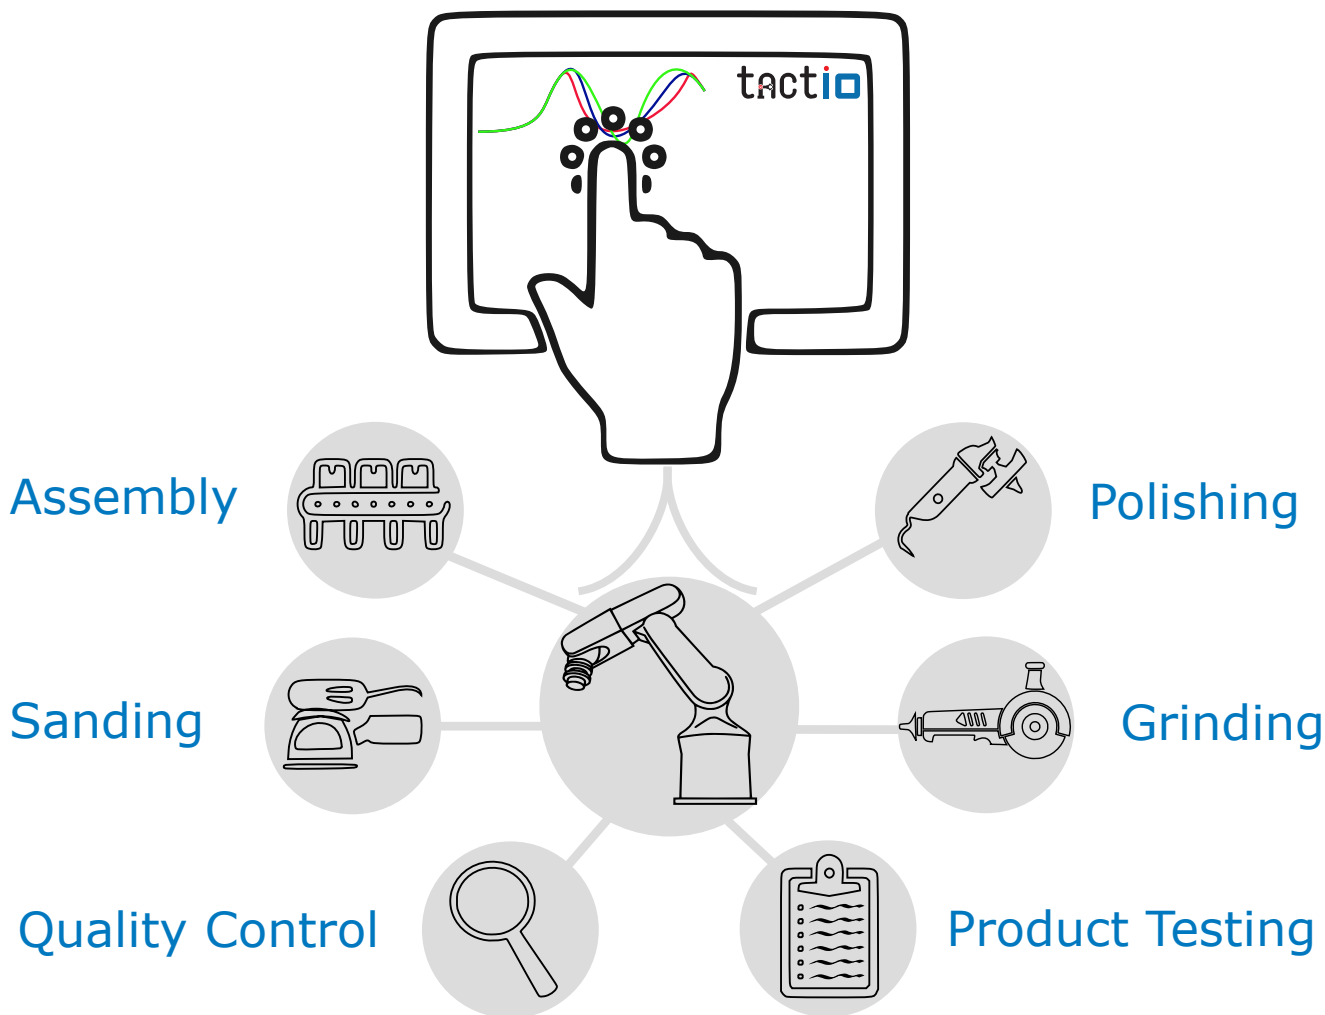 tactio
Assembly
Polishing
Sanding
Grinding
Quality Control
Product Testing